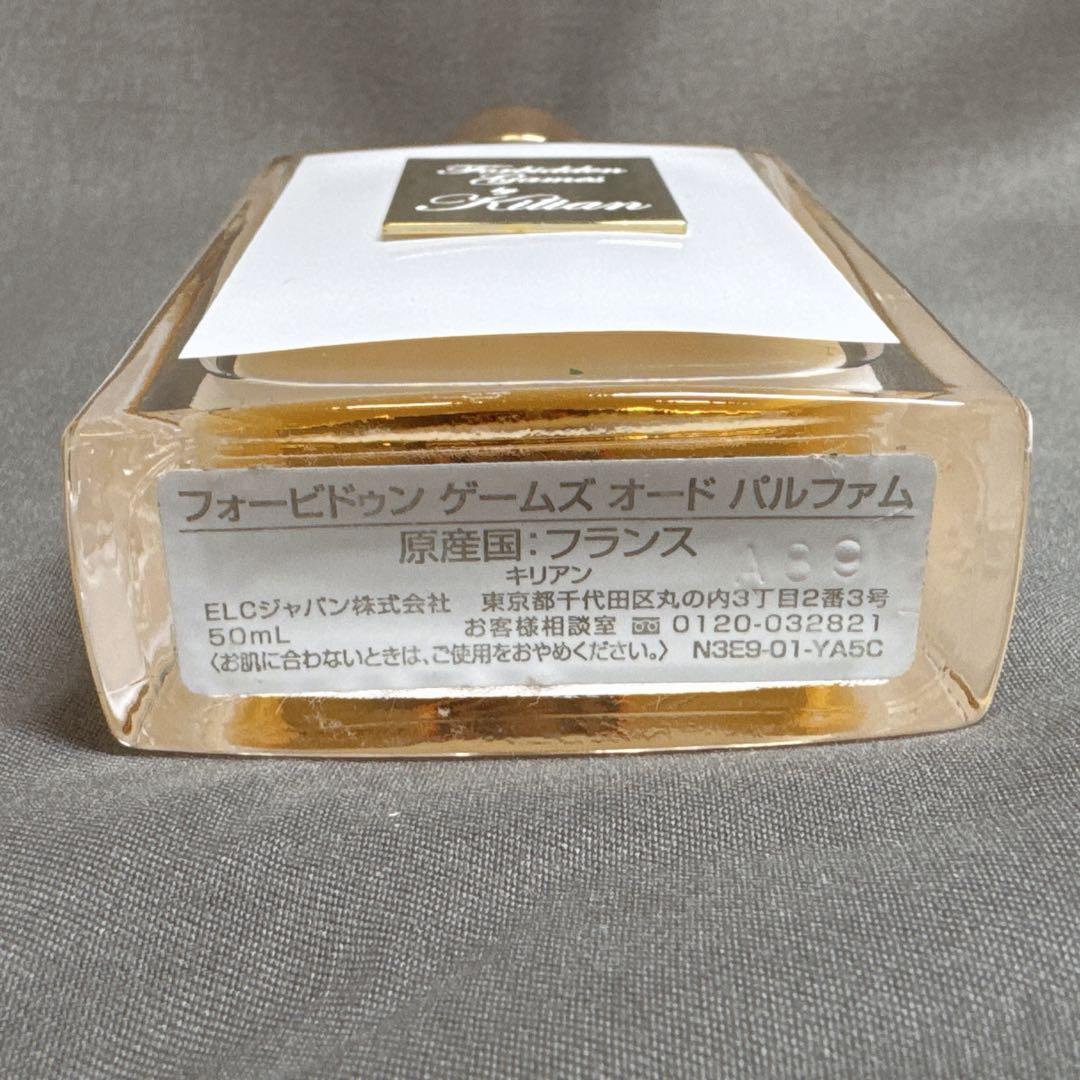 Forbidden
Games
by
Kilian
フォービドゥン ゲームズ オード パルファム
原産国：フランス
A89
キリアン
ELCジャパン株式会社 東京都千代田区丸の内3丁目2番3号
50mL お客様相談室 0120-032821
〈お肌に合わないときは、ご使用をおやめください。〉 N3E9-01-YA5C